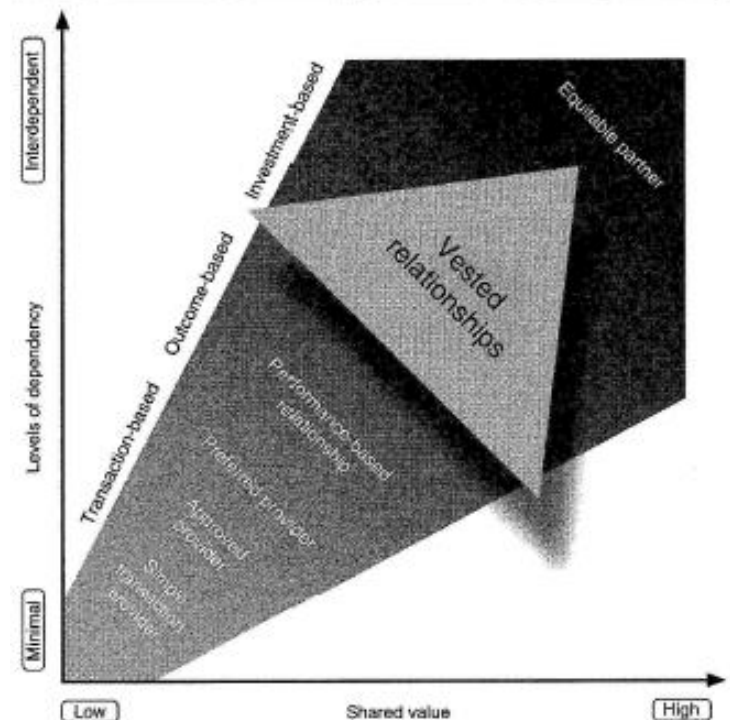 Interdependent
Levels of dependency
Minimal
Transaction-based
Outcome-based
Investment-based
Equitable partner
Vested
relationships
Performance-based
relationship
Preferred provider
Approved
provider
Simple
transaction
provider
Low
Shared value
High